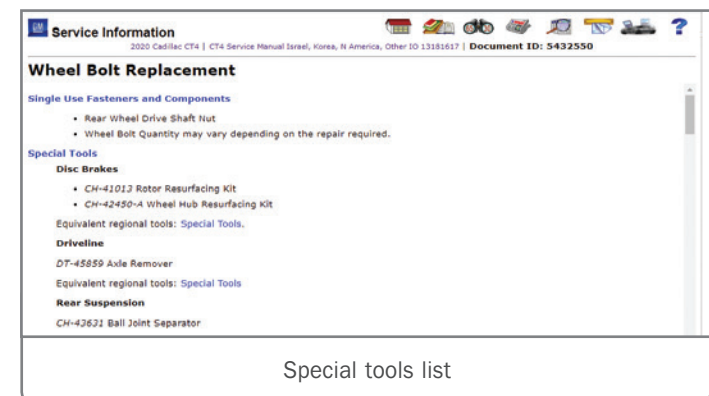 GM Service Information
2020 Cadillac CT4 | CT4 Service Manual Israel, Korea, N America, Other IO 13181617 | Document ID: 5432550
?
Wheel Bolt Replacement
Single Use Fasteners and Components
• Rear Wheel Drive Shaft Nut
• Wheel Bolt Quantity may vary depending on the repair required.
Special Tools
Disc Brakes
• CH-41013 Rotor Resurfacing Kit
• CH-42450-A Wheel Hub Resurfacing Kit
Equivalent regional tools: Special Tools.
Driveline
DT-45859 Axle Remover
Equivalent regional tools: Special Tools
Rear Suspension
CH-43631 Ball Joint Separator
Special tools list